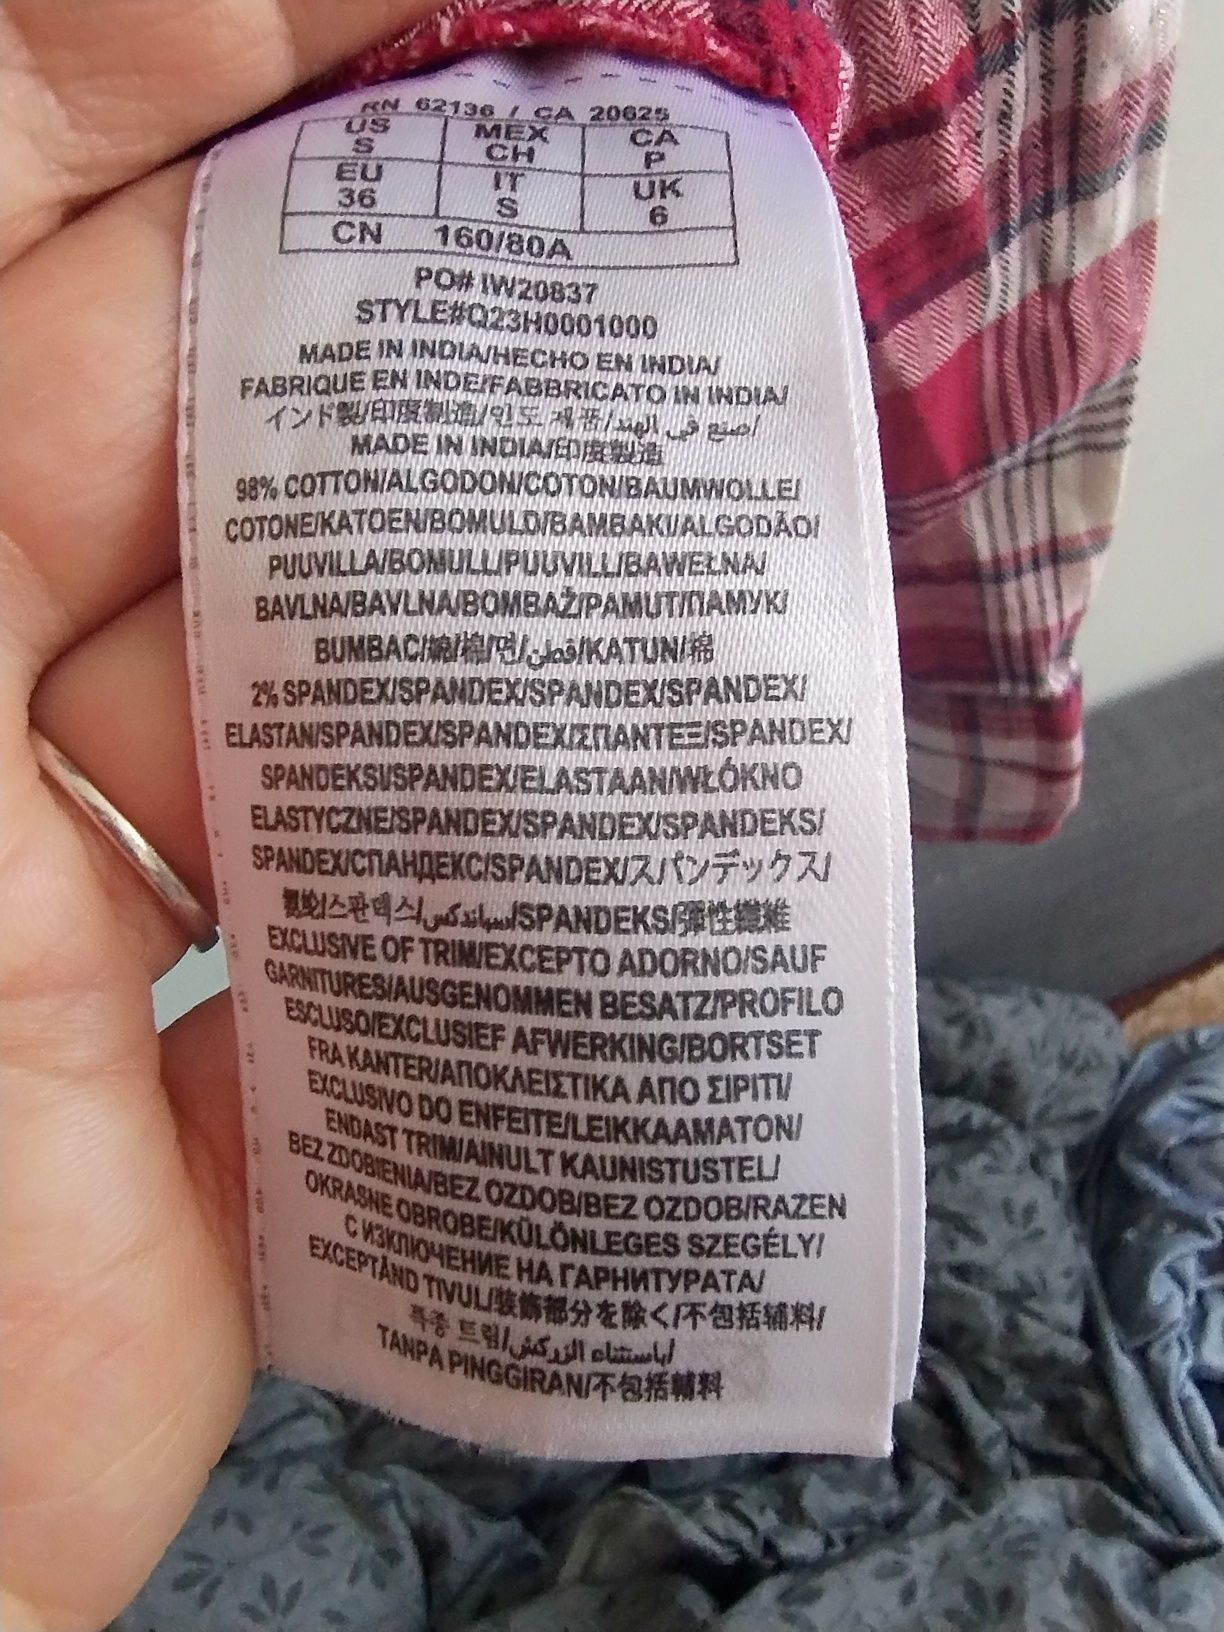 RN 62136 / CA 20625
US MEX CA
S CH P
EU IT UK
36 S 6
CN 160/80A
PO# IW20837
STYLE#Q23H0001000
MADE IN INDIA/HECHO EN INDIA/
FABRIQUE EN INDE/FABBRICATO IN INDIA/
インド製/印度製造/인도 제품/صنع في الهند/
MADE IN INDIA/印度製造
98% COTTON/ALGODON/COTON/BAUMWOLLE/
COTONE/KATOEN/BOMULD/BAMBAKI/ALGODÃO/
PUUVILLA/BOMULL/PUUVILL/BAWEŁNA/
BAVLNA/BAVLNA/BOMBAŽ/PAMUT/ПАМУК/
BUMBAC/綿/棉/면/قطن/KATUN/棉
2% SPANDEX/SPANDEX/SPANDEX/SPANDEX/
ELASTAN/SPANDEX/SPANDEX/ΣΠΑΝΤΕΞ/SPANDEX/
SPANDEKSI/SPANDEX/ELASTAAN/WŁÓKNO
ELASTYCZNE/SPANDEX/SPANDEX/SPANDEKS/
SPANDEX/СПАНДЕКС/SPANDEX/スパンデックス/
스판덱스/سباندكس/SPANDEKS/彈性纖維
EXCLUSIVE OF TRIM/EXCEPTO ADORNO/SAUF
GARNITURES/AUSGENOMMEN BESATZ/PROFILO
ESCLUSO/EXCLUSIEF AFWERKING/BORTSET
FRA KANTER/ΑΠΟΚΛΕΙΣΤΙΚΑ ΑΠΟ ΣΙΡΙΤΙ/
EXCLUSIVO DO ENFEITE/LEIKKAAMATON/
ENDAST TRIM/AINULT KAUNISTUSTEL/
BEZ ZDOBIENIA/BEZ OZDOB/BEZ OZDOB/RAZEN
OKRASNE OBROBE/KÜLÖNLEGES SZEGÉLY/
С ИЗКЛЮЧЕНИЕ НА ГАРНИТУРАТА/
EXCEPTÂND TIVUL/装飾部分を除く/不包括辅料/
특종 트림/باستثناء الزركش/
TANPA PINGGIRAN/不包括輔料